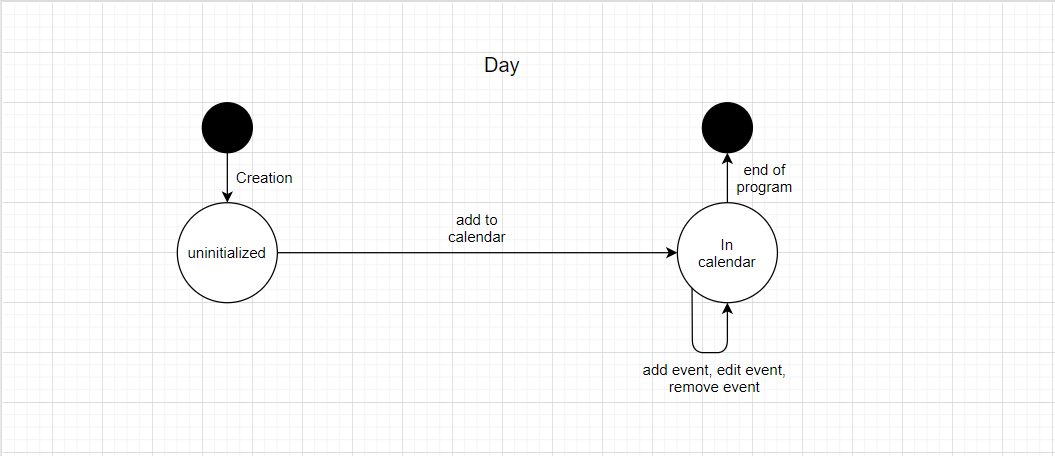 Day
Creation
uninitialized
add to
calendar
end of
program
In
calendar
add event, edit event,
remove event